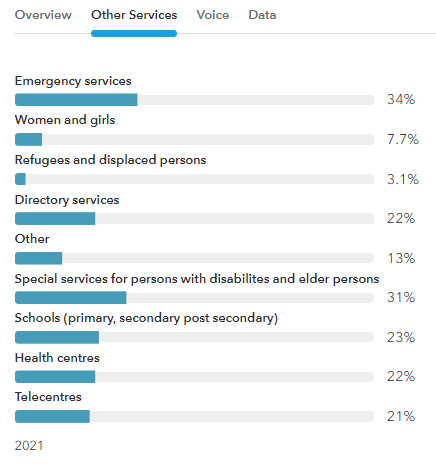 Overview Other Services Voice Data
Emergency services
34%
Women and girls
7.7%
Refugees and displaced persons
3.1%
Directory services
22%
Other
13%
Special services for persons with disabilites and elder persons
31%
Schools (primary, secondary post secondary)
23%
Health centres
22%
Telecentres
21%
2021